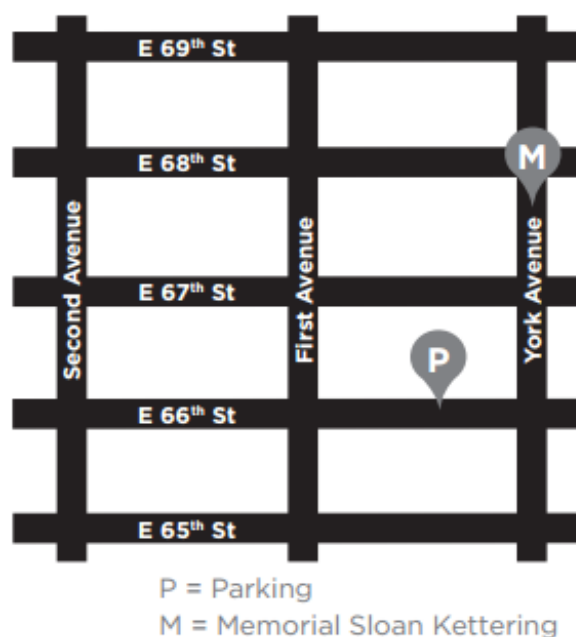 E 69th St
M
E 68th St
Second Avenue
First Avenue
York Avenue
E 67th St
P
E 66th St
E 65th St
P = Parking
M = Memorial Sloan Kettering